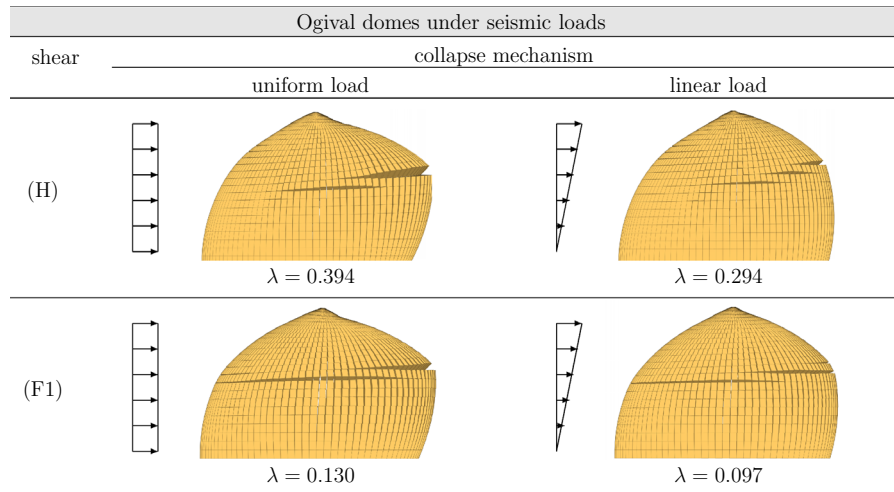 Ogival domes under seismic loads
shear
collapse mechanism
uniform load
linear load
(H)
λ = 0.394
λ = 0.294
(F1)
λ = 0.130
λ = 0.097